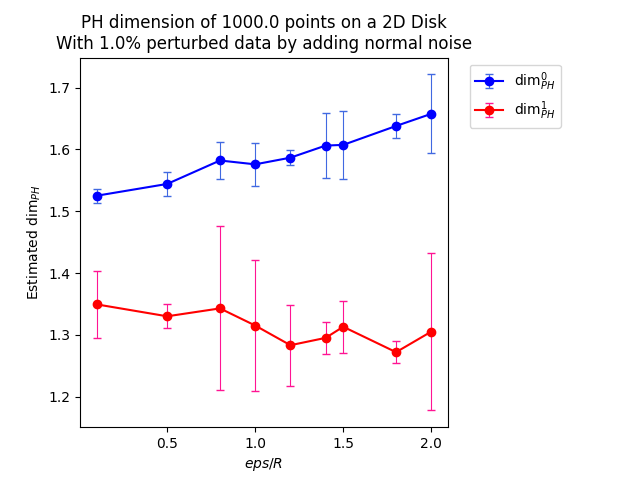 PH dimension of 1000.0 points on a 2D Disk
With 1.0% perturbed data by adding normal noise
dim⁰_PH
dim¹_PH
1.7
1.6
1.5
1.4
1.3
1.2
Estimated dim_PH
0.5 1.0 1.5 2.0
eps/R